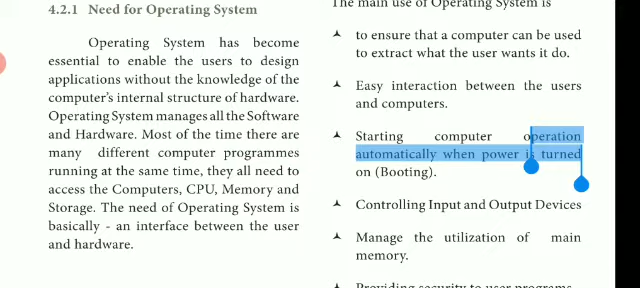 4.2.1 Need for Operating System
Operating System has become
essential to enable the users to design
applications without the knowledge of the
computer's internal structure of hardware.
Operating System manages all the Software
and Hardware. Most of the time there are
many different computer programmes
running at the same time, they all need to
access the Computers, CPU, Memory and
Storage. The need of Operating System is
basically - an interface between the user
and hardware.
The main use of Operating System is
to ensure that a computer can be used
to extract what the user wants it do.
Easy interaction between the users
and computers.
Starting computer operation
automatically when power is turned
on (Booting).
Controlling Input and Output Devices
Manage the utilization of main
memory.
Providing security to user programs.